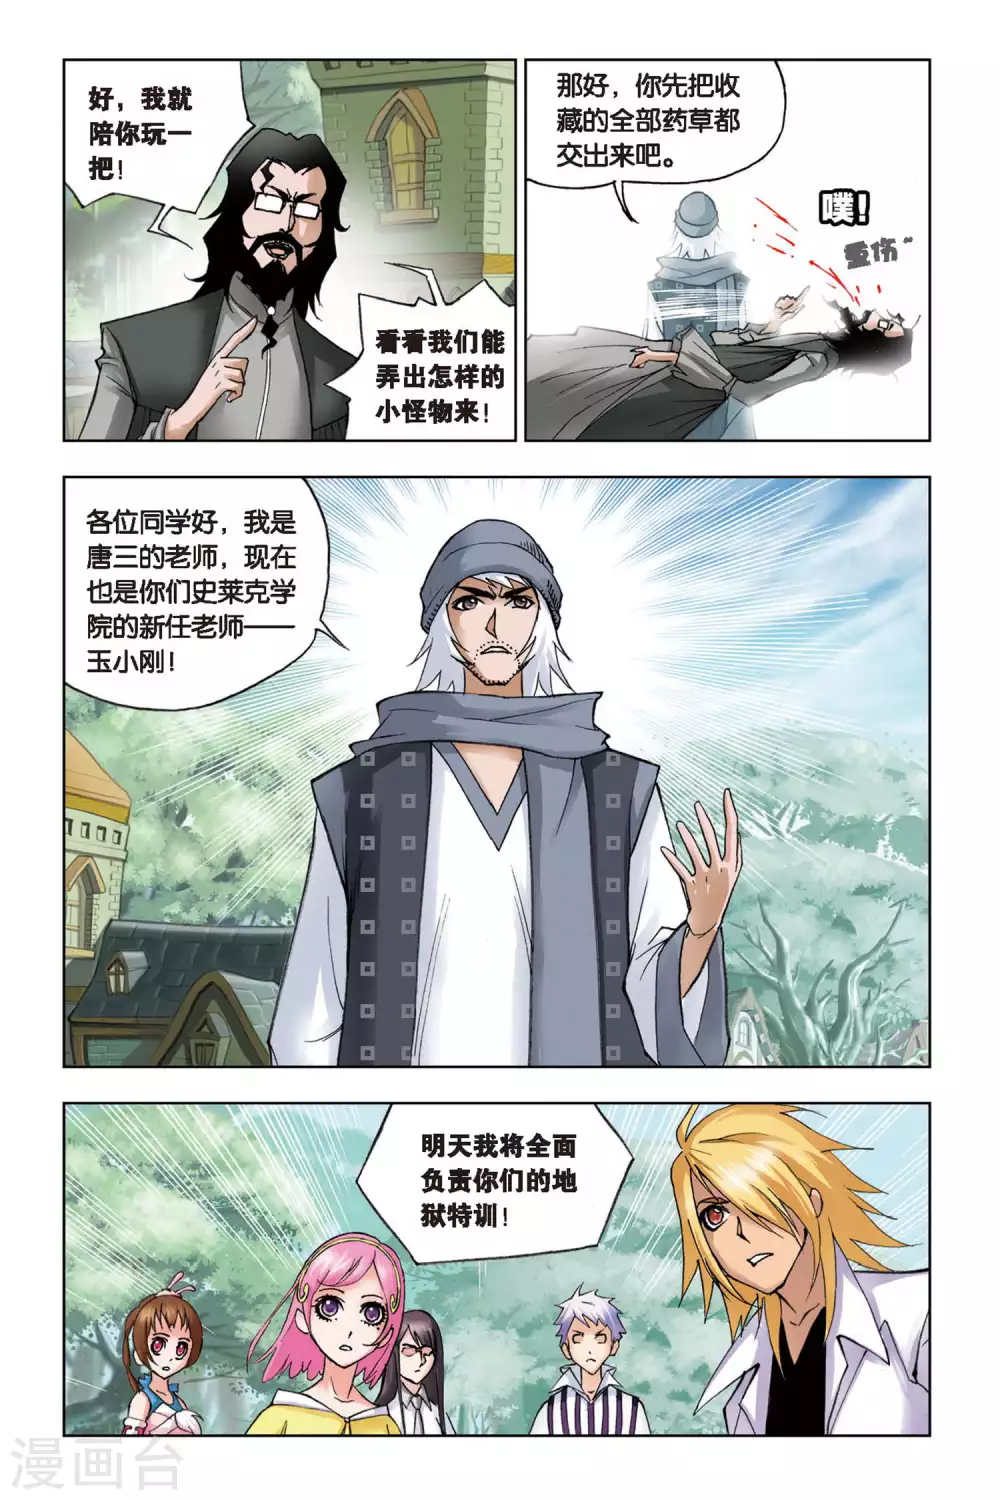 好，我就
陪你玩一
把！
看看我们能
弄出怎样的
小怪物来！
那好，你先把收
藏的全部药草都
交出来吧。
噗！
重伤~
各位同学好，我是
唐三的老师，现在
也是你们史莱克学
院的新任老师——
玉小刚！
明天我将全面
负责你们的地
狱特训！
漫画台